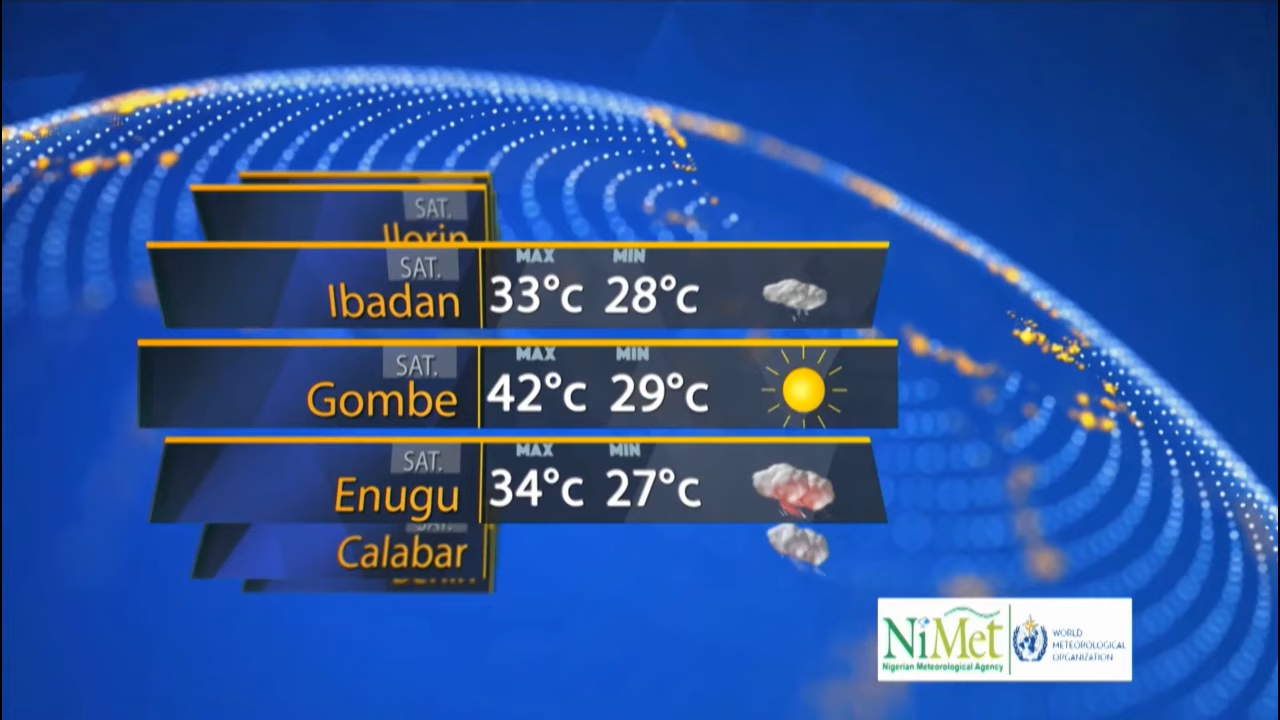 SAT.
Ilorin
SAT.
Ibadan
MAX MIN
33°c 28°c
SAT.
Gombe
MAX MIN
42°c 29°c
SAT.
Enugu
MAX MIN
34°c 27°c
SAT.
Calabar
NiMet
Nigerian Meteorological Agency
WORLD
METEOROLOGICAL
ORGANIZATION